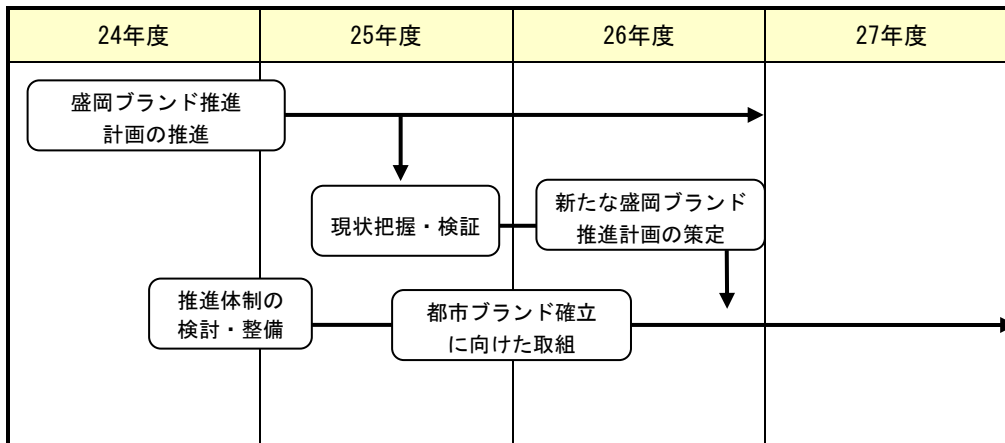 24年度
25年度
26年度
27年度
盛岡ブランド推進
計画の推進
現状把握・検証
新たな盛岡ブランド
推進計画の策定
推進体制の
検討・整備
都市ブランド確立
に向けた取組